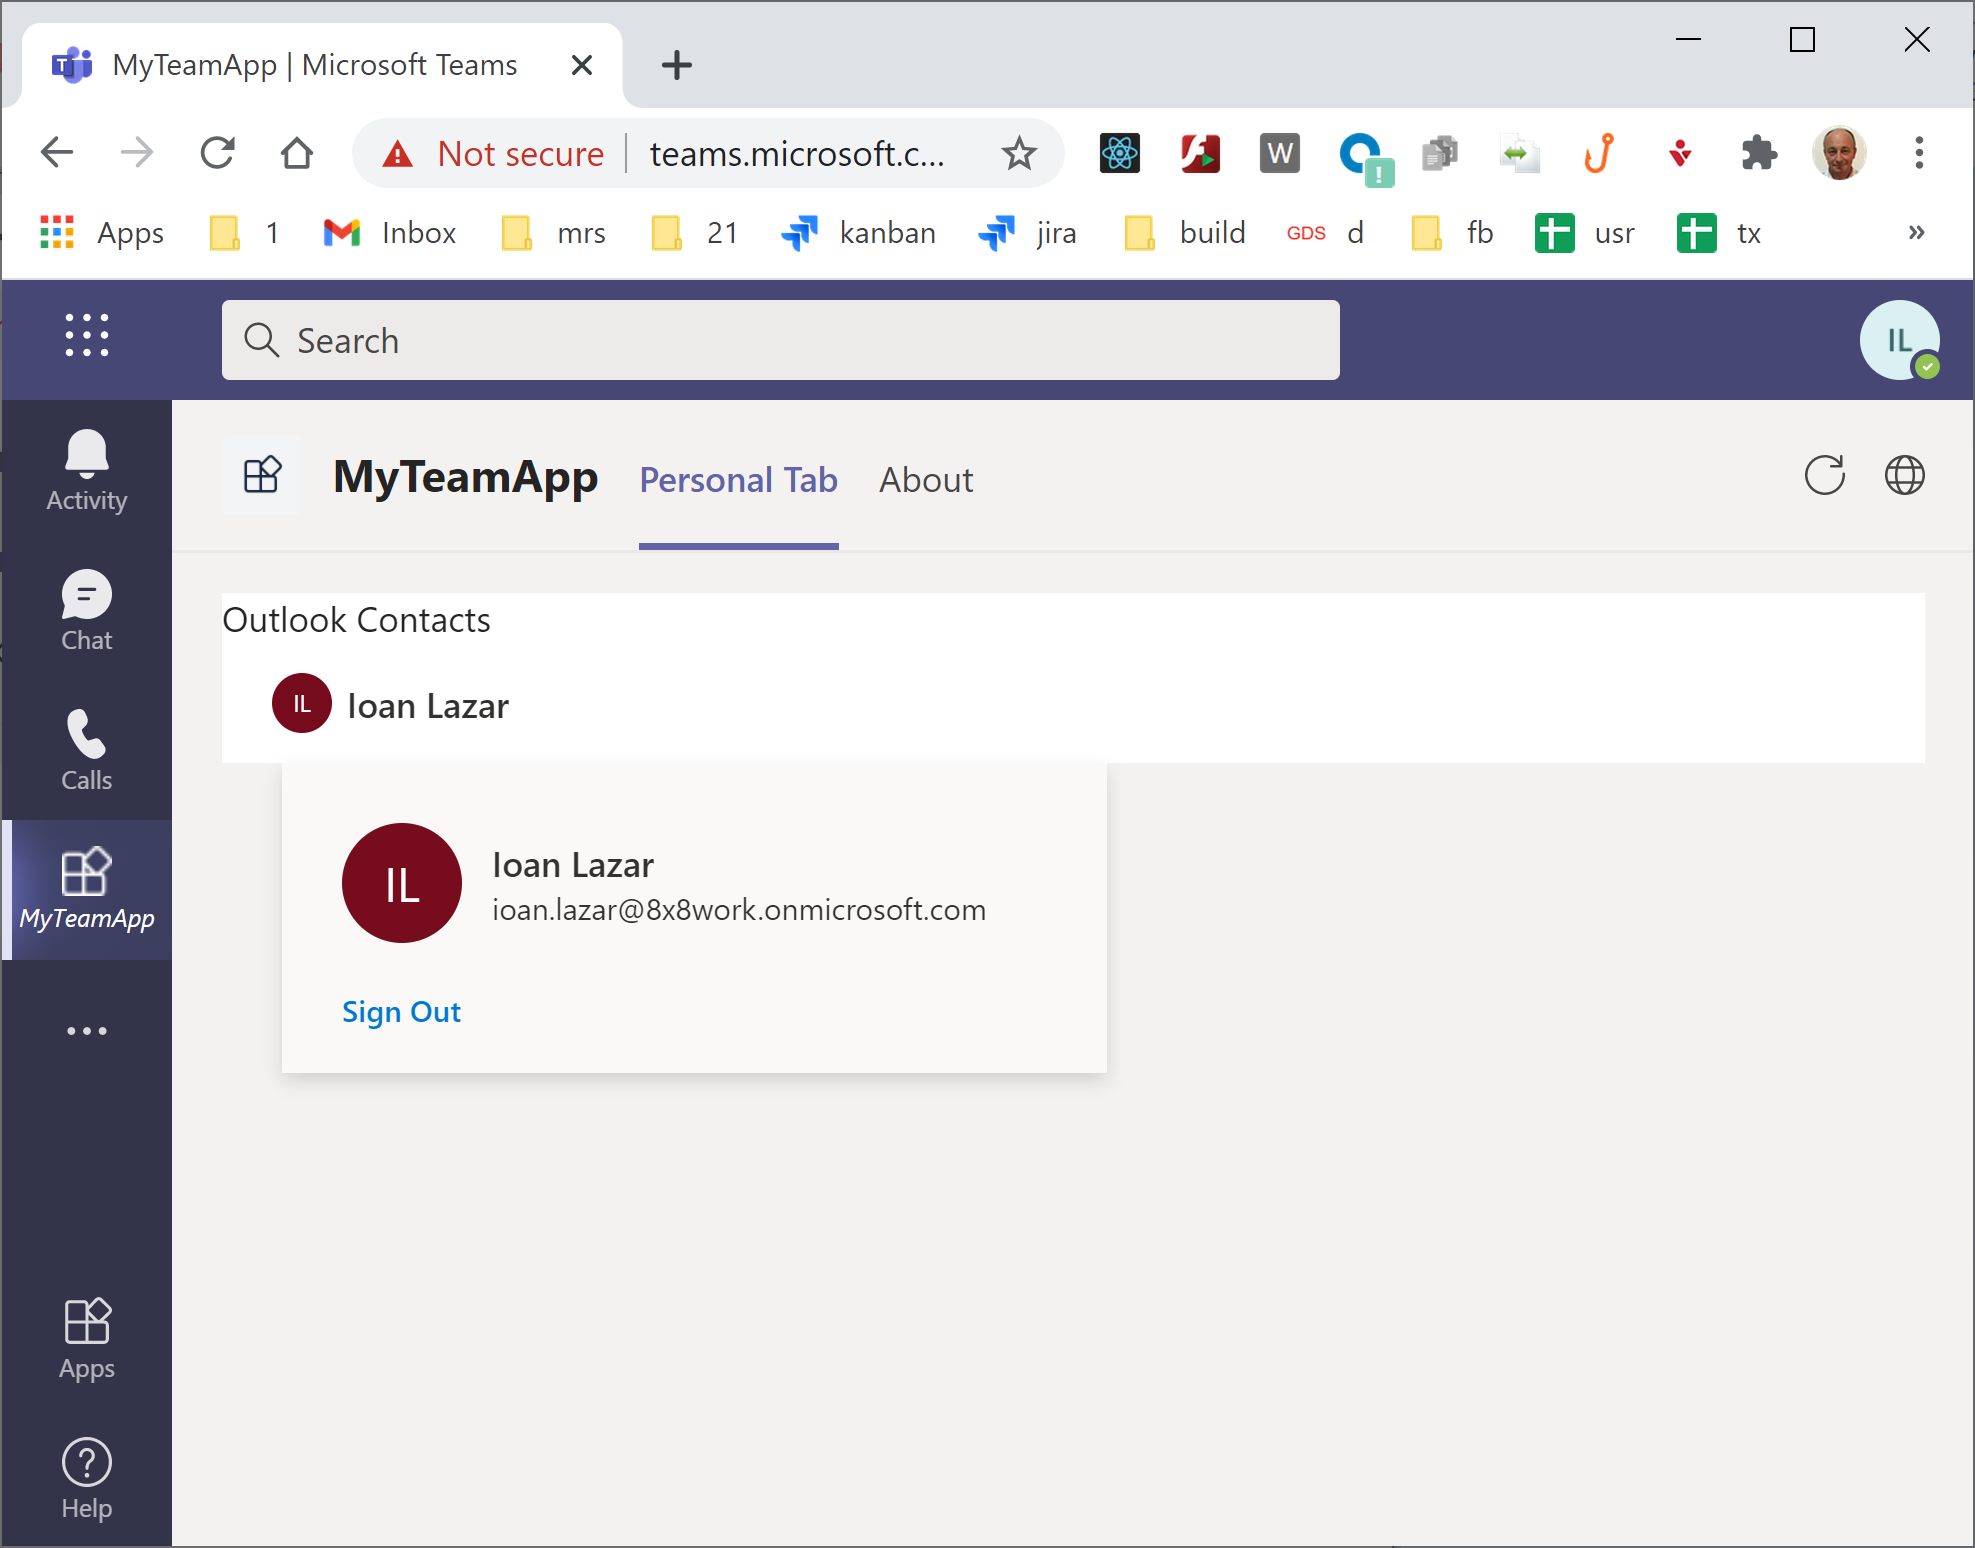 MyTeamApp | Microsoft Teams
Not secure | teams.microsoft.c...
W
!
Apps 1 Inbox mrs 21 kanban jira build GDS d fb usr tx »
Search
IL
MyTeamApp Personal Tab About
Activity
Chat
Calls
MyTeamApp
Apps
Help
Outlook Contacts
IL Ioan Lazar
IL
Ioan Lazar
ioan.lazar@8x8work.onmicrosoft.com
Sign Out